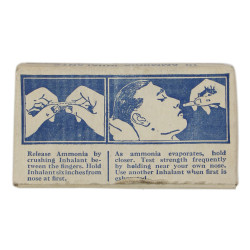 Release Ammonia by
crushing Inhalant be-
tween the fingers. Hold
Inhalant six inches from
nose at first.
As ammonia evaporates, hold
closer. Test strength frequently
by holding near your own nose.
Use another Inhalant when first is